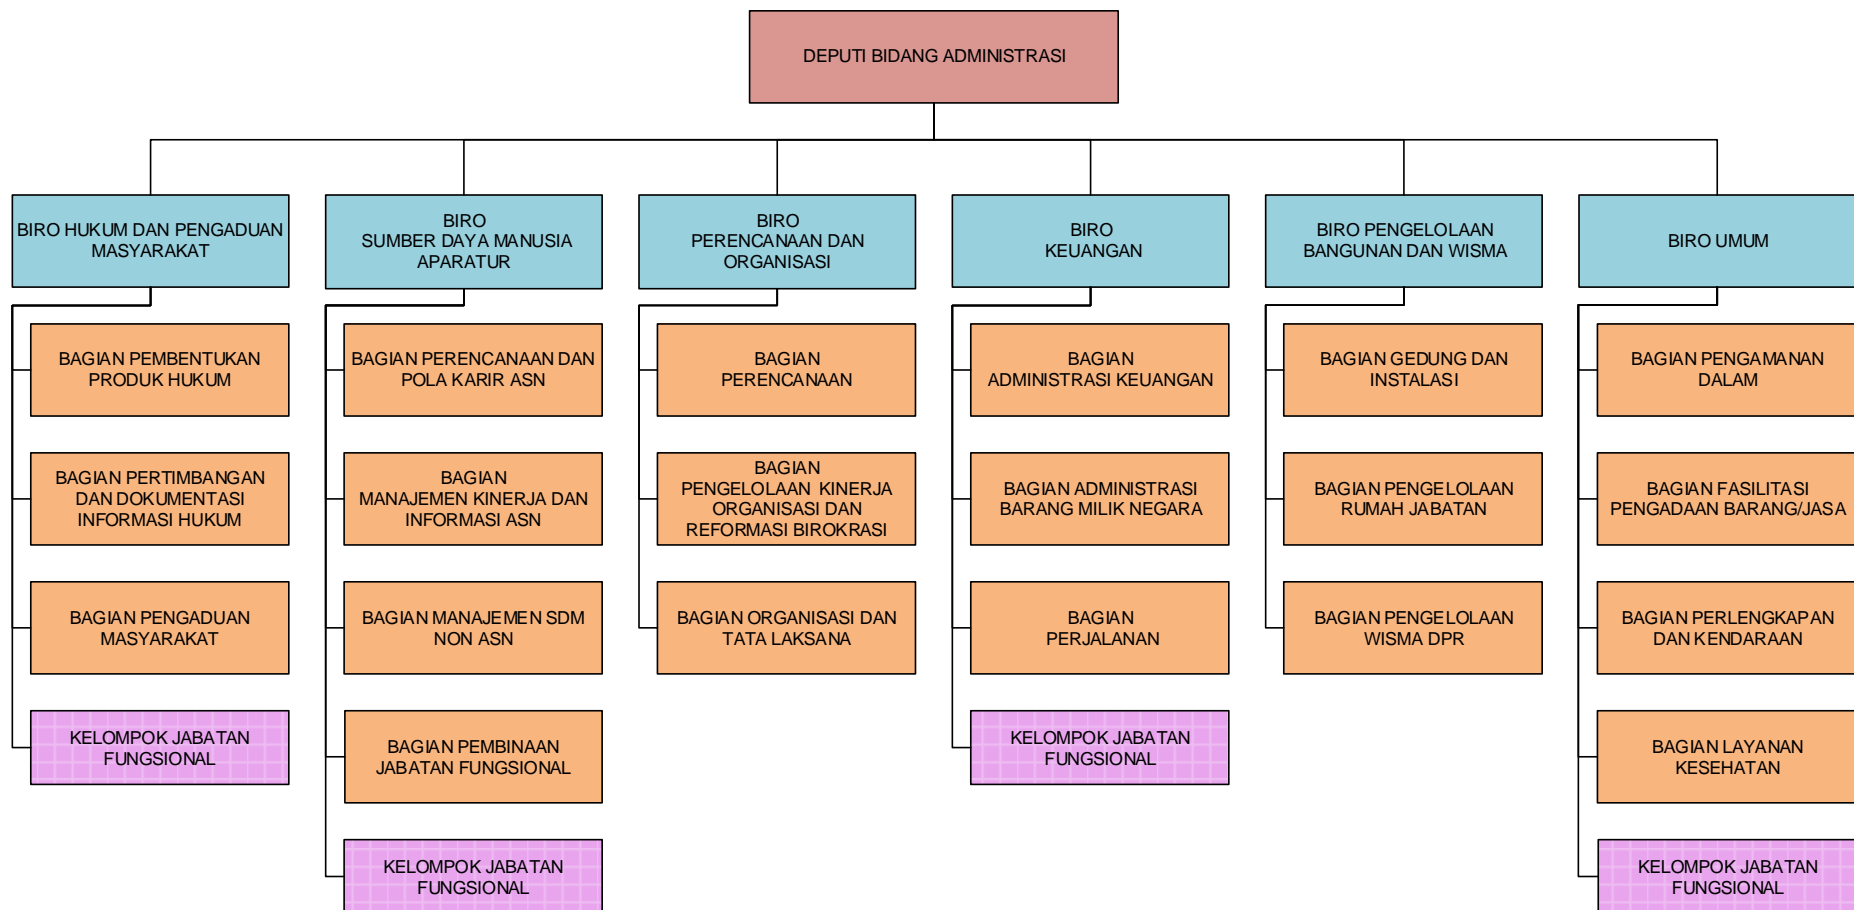 DEPUTI BIDANG ADMINISTRASI
BIRO HUKUM DAN PENGADUAN
MASYARAKAT
BIRO
SUMBER DAYA MANUSIA
APARATUR
BIRO
PERENCANAAN DAN
ORGANISASI
BIRO
KEUANGAN
BIRO PENGELOLAAN
BANGUNAN DAN WISMA
BIRO UMUM
BAGIAN PEMBENTUKAN
PRODUK HUKUM
BAGIAN PERENCANAAN DAN
POLA KARIR ASN
BAGIAN
PERENCANAAN
BAGIAN
ADMINISTRASI KEUANGAN
BAGIAN GEDUNG DAN
INSTALASI
BAGIAN PENGAMANAN
DALAM
BAGIAN PERTIMBANGAN
DAN DOKUMENTASI
INFORMASI HUKUM
BAGIAN
MANAJEMEN KINERJA DAN
INFORMASI ASN
BAGIAN
PENGELOLAAN KINERJA
ORGANISASI DAN
REFORMASI BIROKRASI
BAGIAN ADMINISTRASI
BARANG MILIK NEGARA
BAGIAN PENGELOLAAN
RUMAH JABATAN
BAGIAN FASILITASI
PENGADAAN BARANG/JASA
BAGIAN PENGADUAN
MASYARAKAT
BAGIAN MANAJEMEN SDM
NON ASN
BAGIAN ORGANISASI DAN
TATA LAKSANA
BAGIAN
PERJALANAN
BAGIAN PENGELOLAAN
WISMA DPR
BAGIAN PERLENGKAPAN
DAN KENDARAAN
KELOMPOK JABATAN
FUNGSIONAL
BAGIAN PEMBINAAN
JABATAN FUNGSIONAL
KELOMPOK JABATAN
FUNGSIONAL
BAGIAN LAYANAN
KESEHATAN
KELOMPOK JABATAN
FUNGSIONAL
KELOMPOK JABATAN
FUNGSIONAL